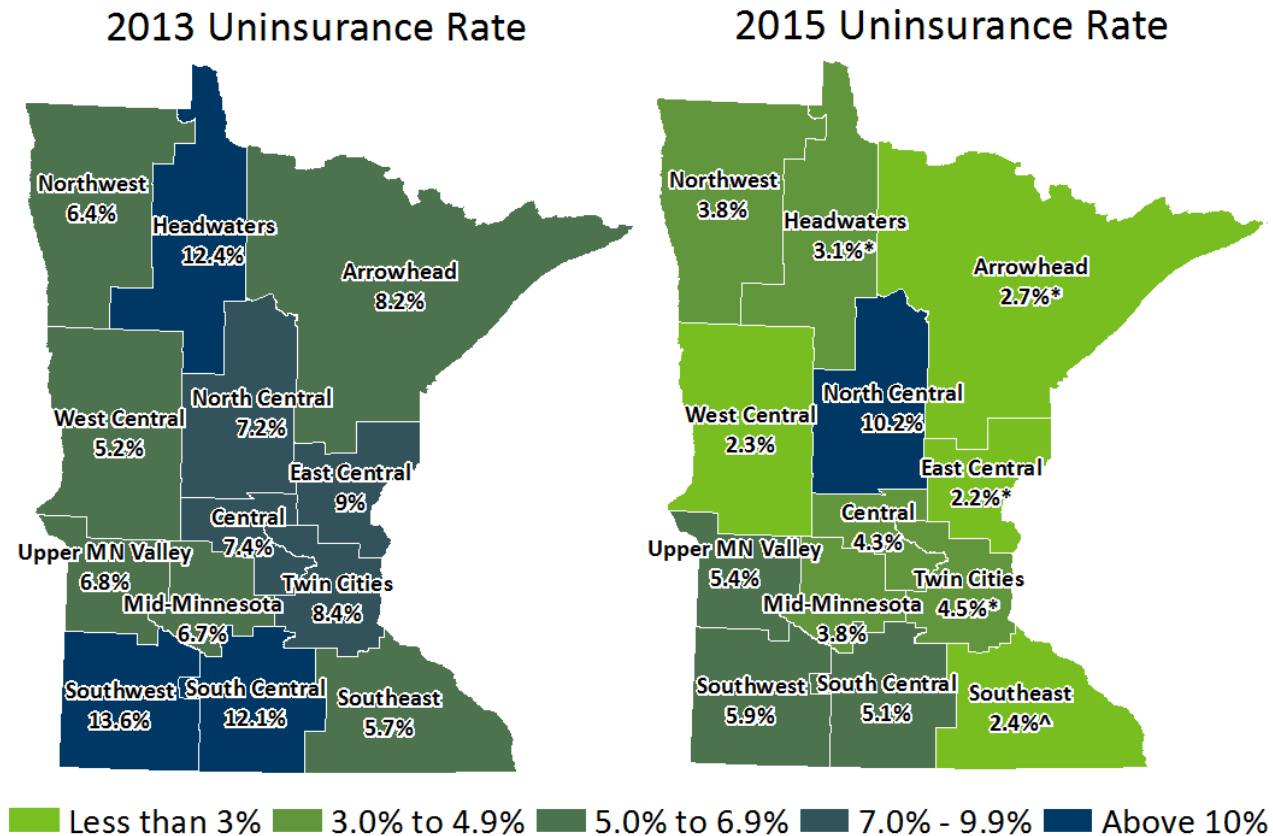 2013 Uninsurance Rate
Northwest
6.4%
Headwaters
12.4%
Arrowhead
8.2%
North Central
7.2%
West Central
5.2%
East Central
9%
Central
7.4%
Upper MN Valley
6.8%
Twin Cities
8.4%
Mid-Minnesota
6.7%
Southwest
13.6%
South Central
12.1%
Southeast
5.7%
2015 Uninsurance Rate
Northwest
3.8%
Headwaters
3.1%*
Arrowhead
2.7%*
North Central
10.2%
West Central
2.3%
East Central
2.2%*
Central
4.3%
Upper MN Valley
5.4%
Twin Cities
4.5%*
Mid-Minnesota
3.8%
Southwest
5.9%
South Central
5.1%
Southeast
2.4%^
Less than 3%
3.0% to 4.9%
5.0% to 6.9%
7.0% - 9.9%
Above 10%